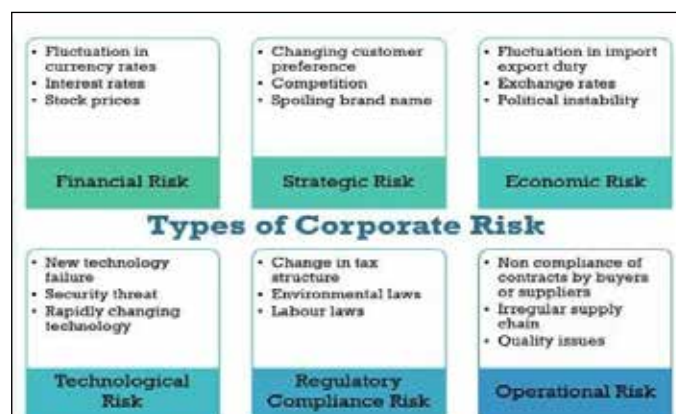 • Fluctuation in
currency rates
• Interest rates
• Stock prices
Financial Risk
• Changing customer
preference
• Competition
• Spoiling brand name
Strategic Risk
• Fluctuation in import
export duty
• Exchange rates
• Political instability
Economic Risk
Types of Corporate Risk
• New technology
failure
• Security threat
• Rapidly changing
technology
Technological
Risk
• Change in tax
structure
• Environmental laws
• Labour laws
Regulatory
Compliance Risk
• Non compliance of
contracts by buyers
or suppliers
• Irregular supply
chain
• Quality issues
Operational Risk